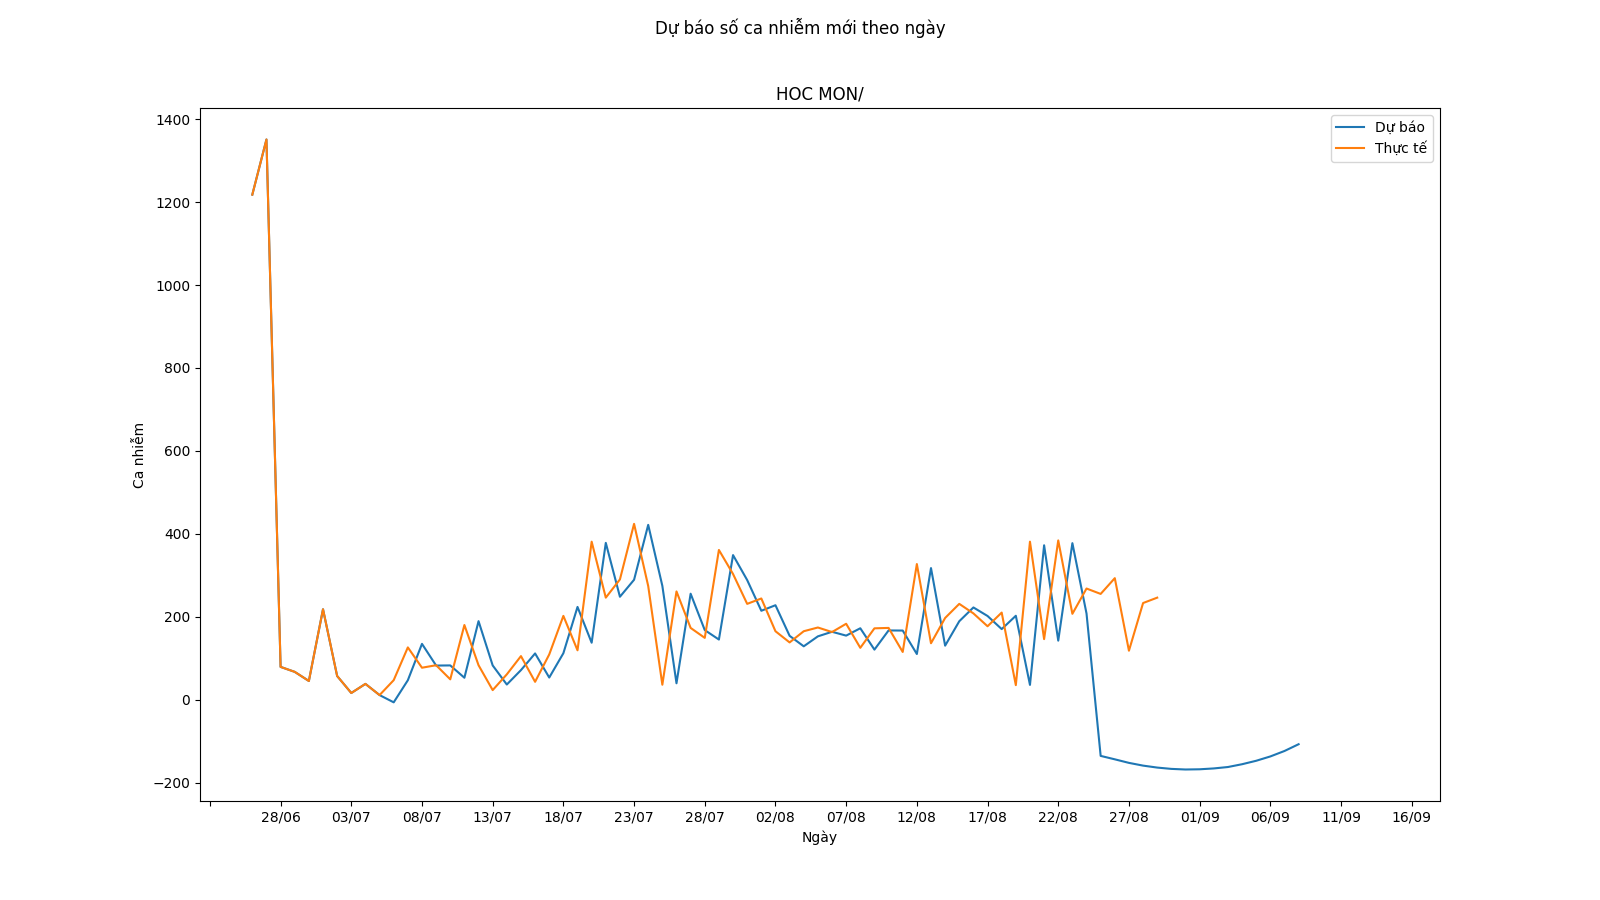 Dự báo số ca nhiễm mới theo ngày
HOC MON/
Dự báo
Thực tế
1400
1200
1000
800
600
400
200
0
−200
Ca nhiễm
28/06 03/07 08/07 13/07 18/07 23/07 28/07 02/08 07/08 12/08 17/08 22/08 27/08 01/09 06/09 11/09 16/09
Ngày